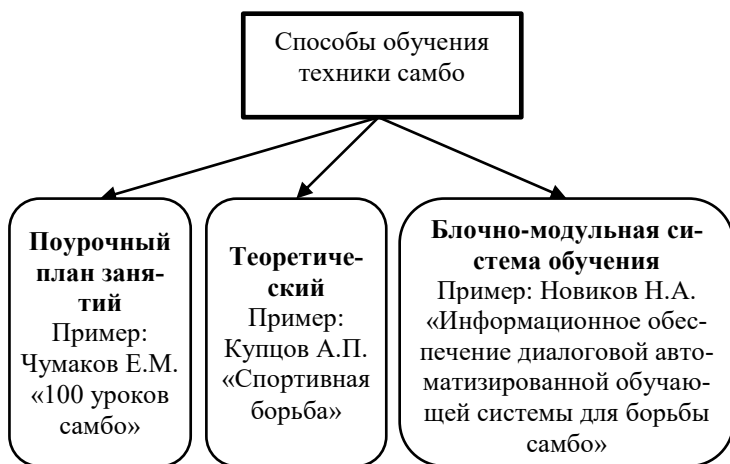 Способы обучения
техники самбо
Поурочный
план заня-
тий
Пример:
Чумаков Е.М.
«100 уроков
самбо»
Теоретиче-
ский
Пример:
Купцов А.П.
«Спортивная
борьба»
Блочно-модульная си-
стема обучения
Пример: Новиков Н.А.
«Информационное обес-
печение диалоговой авто-
матизированной обучаю-
щей системы для борьбы
самбо»